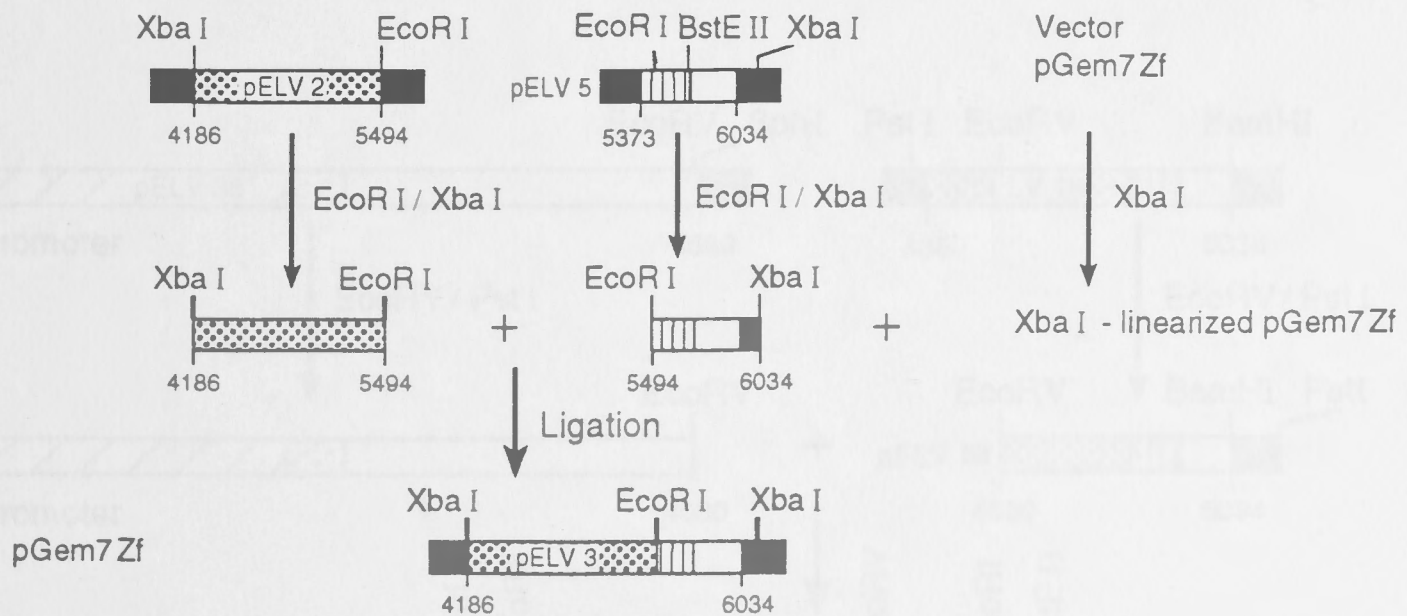 Xba I EcoR I EcoR I BstE II Xba I Vector
pGem7Zf
pELV 2 pELV 5
4186 5494 5373 6034
EcoR I / Xba I EcoR I / Xba I Xba I
Xba I EcoR I EcoR I Xba I
+ + Xba I - linearized pGem7Zf
4186 5494 5494 6034
Ligation
Xba I EcoR I Xba I
pGem7Zf pELV 3
4186 6034